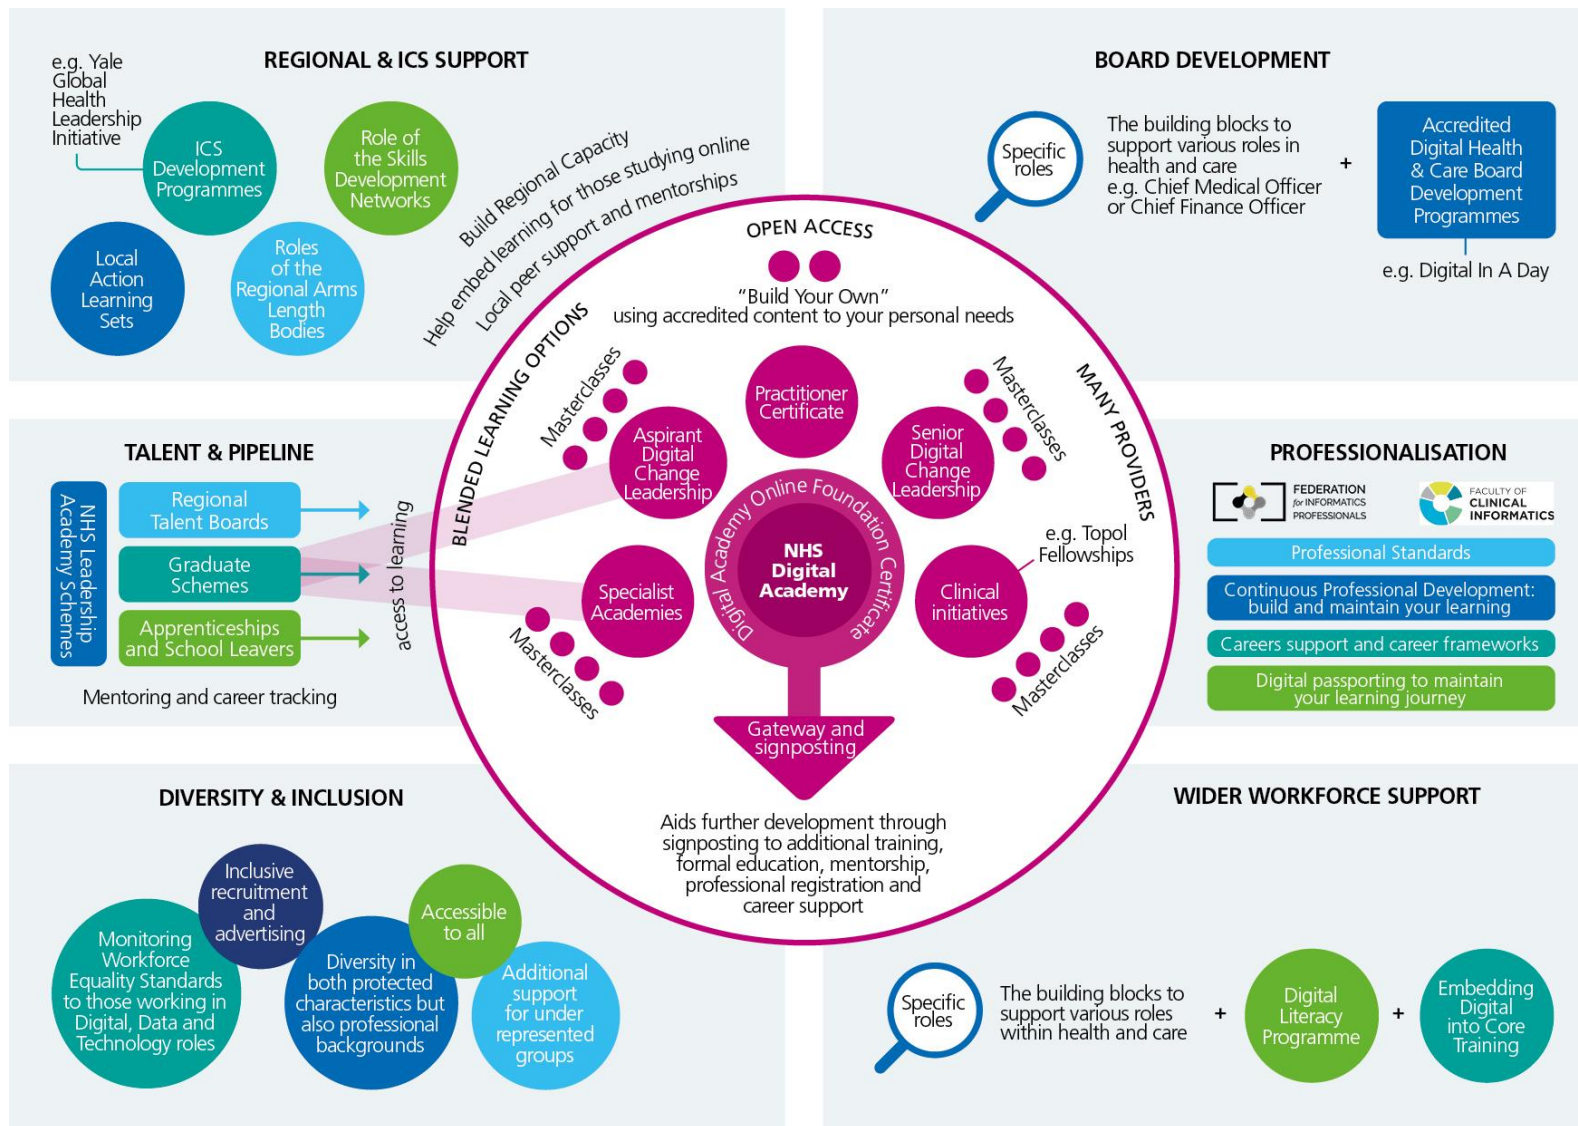 REGIONAL & ICS SUPPORT
e.g. Yale
Global
Health
Leadership
Initiative
ICS
Development
Programmes
Role of
the Skills
Development
Networks
Local
Action
Learning
Sets
Roles
of the
Regional Arms
Length
Bodies
Build Regional Capacity
Help embed learning for those studying online
Local peer support and mentorships
BOARD DEVELOPMENT
Specific
roles
The building blocks to
support various roles in
health and care
e.g. Chief Medical Officer
or Chief Finance Officer
+
Accredited
Digital Health
& Care Board
Development
Programmes
e.g. Digital In A Day
TALENT & PIPELINE
NHS Leadership
Academy Schemes
Regional
Talent Boards
Graduate
Schemes
Apprenticeships
and School Leavers
access to learning
Mentoring and career tracking
BLENDED LEARNING OPTIONS
OPEN ACCESS
MANY PROVIDERS
“Build Your Own”
using accredited content to your personal needs
Masterclasses
Aspirant
Digital
Change
Leadership
Practitioner
Certificate
Senior
Digital
Change
Leadership
Masterclasses
Digital Academy Online Foundation Certificate
NHS
Digital
Academy
Specialist
Academies
Masterclasses
e.g. Topol
Fellowships
Clinical
initiatives
Masterclasses
Gateway and
signposting
Aids further development through
signposting to additional training,
formal education, mentorship,
professional registration and
career support
PROFESSIONALISATION
FEDERATION
for INFORMATICS
PROFESSIONALS
FACULTY OF
CLINICAL
INFORMATICS
Professional Standards
Continuous Professional Development:
build and maintain your learning
Careers support and career frameworks
Digital passporting to maintain
your learning journey
DIVERSITY & INCLUSION
Monitoring
Workforce
Equality Standards
to those working in
Digital, Data and
Technology roles
Inclusive
recruitment
and
advertising
Diversity in
both protected
characteristics but
also professional
backgrounds
Accessible
to all
Additional
support
for under
represented
groups
WIDER WORKFORCE SUPPORT
Specific
roles
The building blocks to
support various roles
within health and care
+
Digital
Literacy
Programme
+
Embedding
Digital
into Core
Training